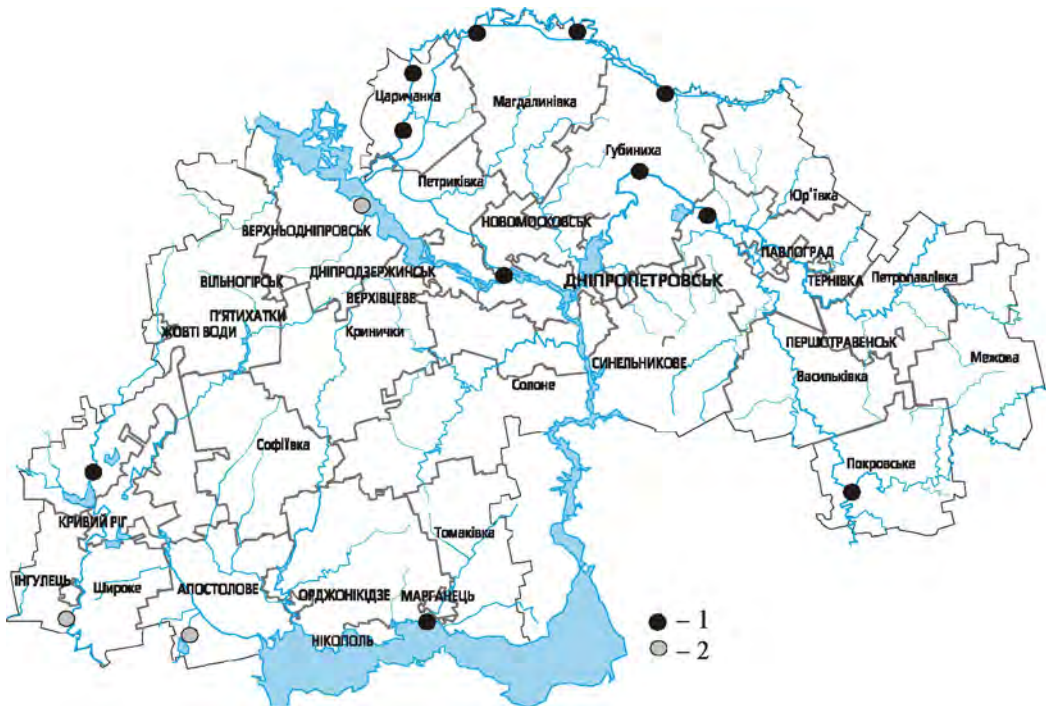 Царичанка
Магдалинівка
Губиниха
Петриківка
Юр'ївка
НОВОМОСКОВСЬК
ВЕРХНЬОДНІПРОВСЬК
ПАВЛОГРАД
ДНІПРОДЗЕРЖИНСЬК
ДНІПРОПЕТРОВСЬК
ТЕРНІВКА
Петропавлівка
ВІЛЬНОГІРСЬК
ВЕРХІВЦЕВЕ
П'ЯТИХАТКИ
ЖОВТІ ВОДИ
Кринички
ПЕРШОТРАВЕНСЬК
Межова
СИНЕЛЬНИКОВЕ
Васильківка
Солоне
Софіївка
Покровське
КРИВИЙ РІГ
Томаківка
ІНГУЛЕЦЬ
Широке
АПОСТОЛОВЕ
ОРДЖОНІКІДЗЕ
МАРГАНЕЦЬ
НІКОПОЛЬ
– 1
– 2